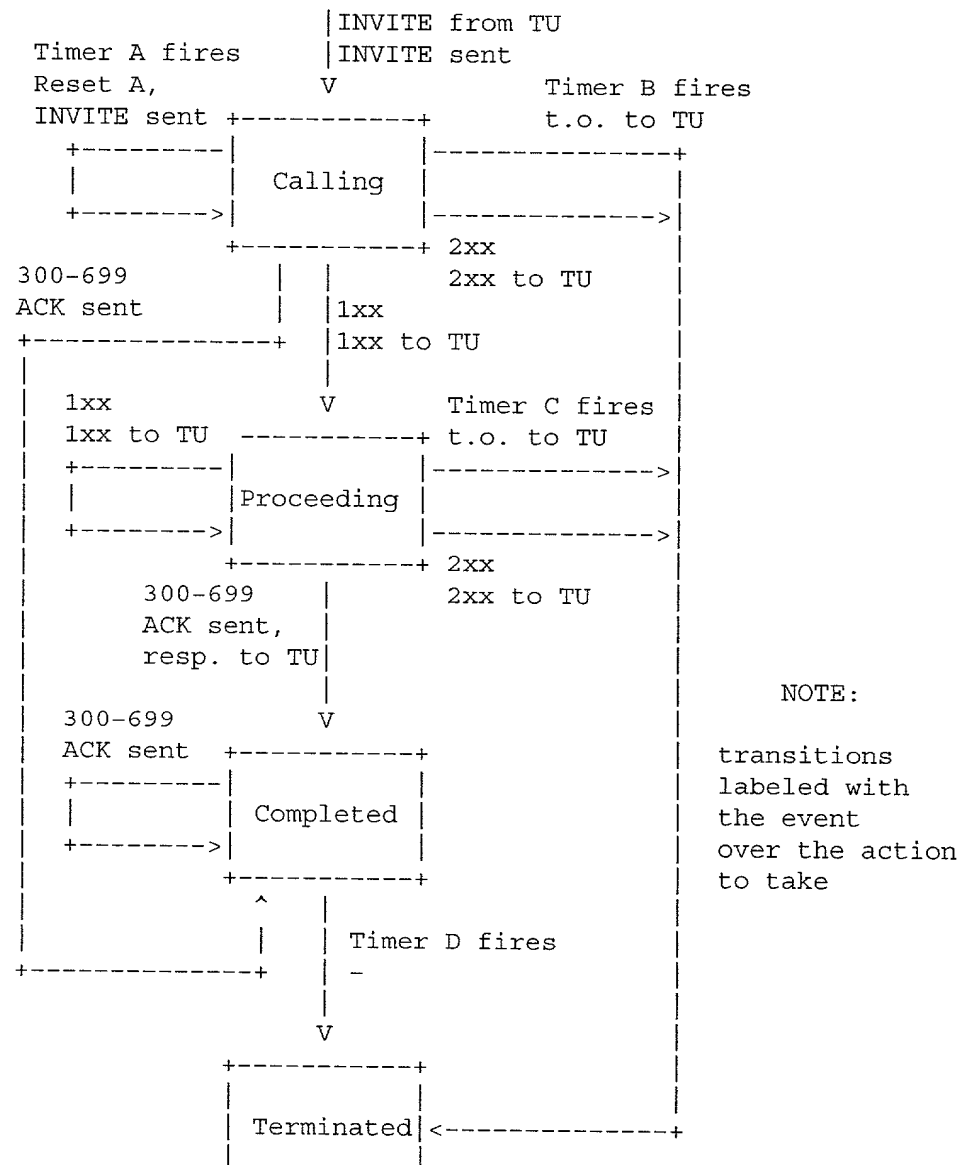 INVITE from TU
Timer A fires INVITE sent
Reset A, V Timer B fires
INVITE sent t.o. to TU
Calling
2xx
300-699 2xx to TU
ACK sent 1xx
1xx to TU
1xx V Timer C fires
1xx to TU t.o. to TU
Proceeding
2xx
300-699 2xx to TU
ACK sent,
resp. to TU
NOTE:
300-699 V
ACK sent transitions
labeled with
Completed the event
over the action
to take
Timer D fires
-
V
Terminated